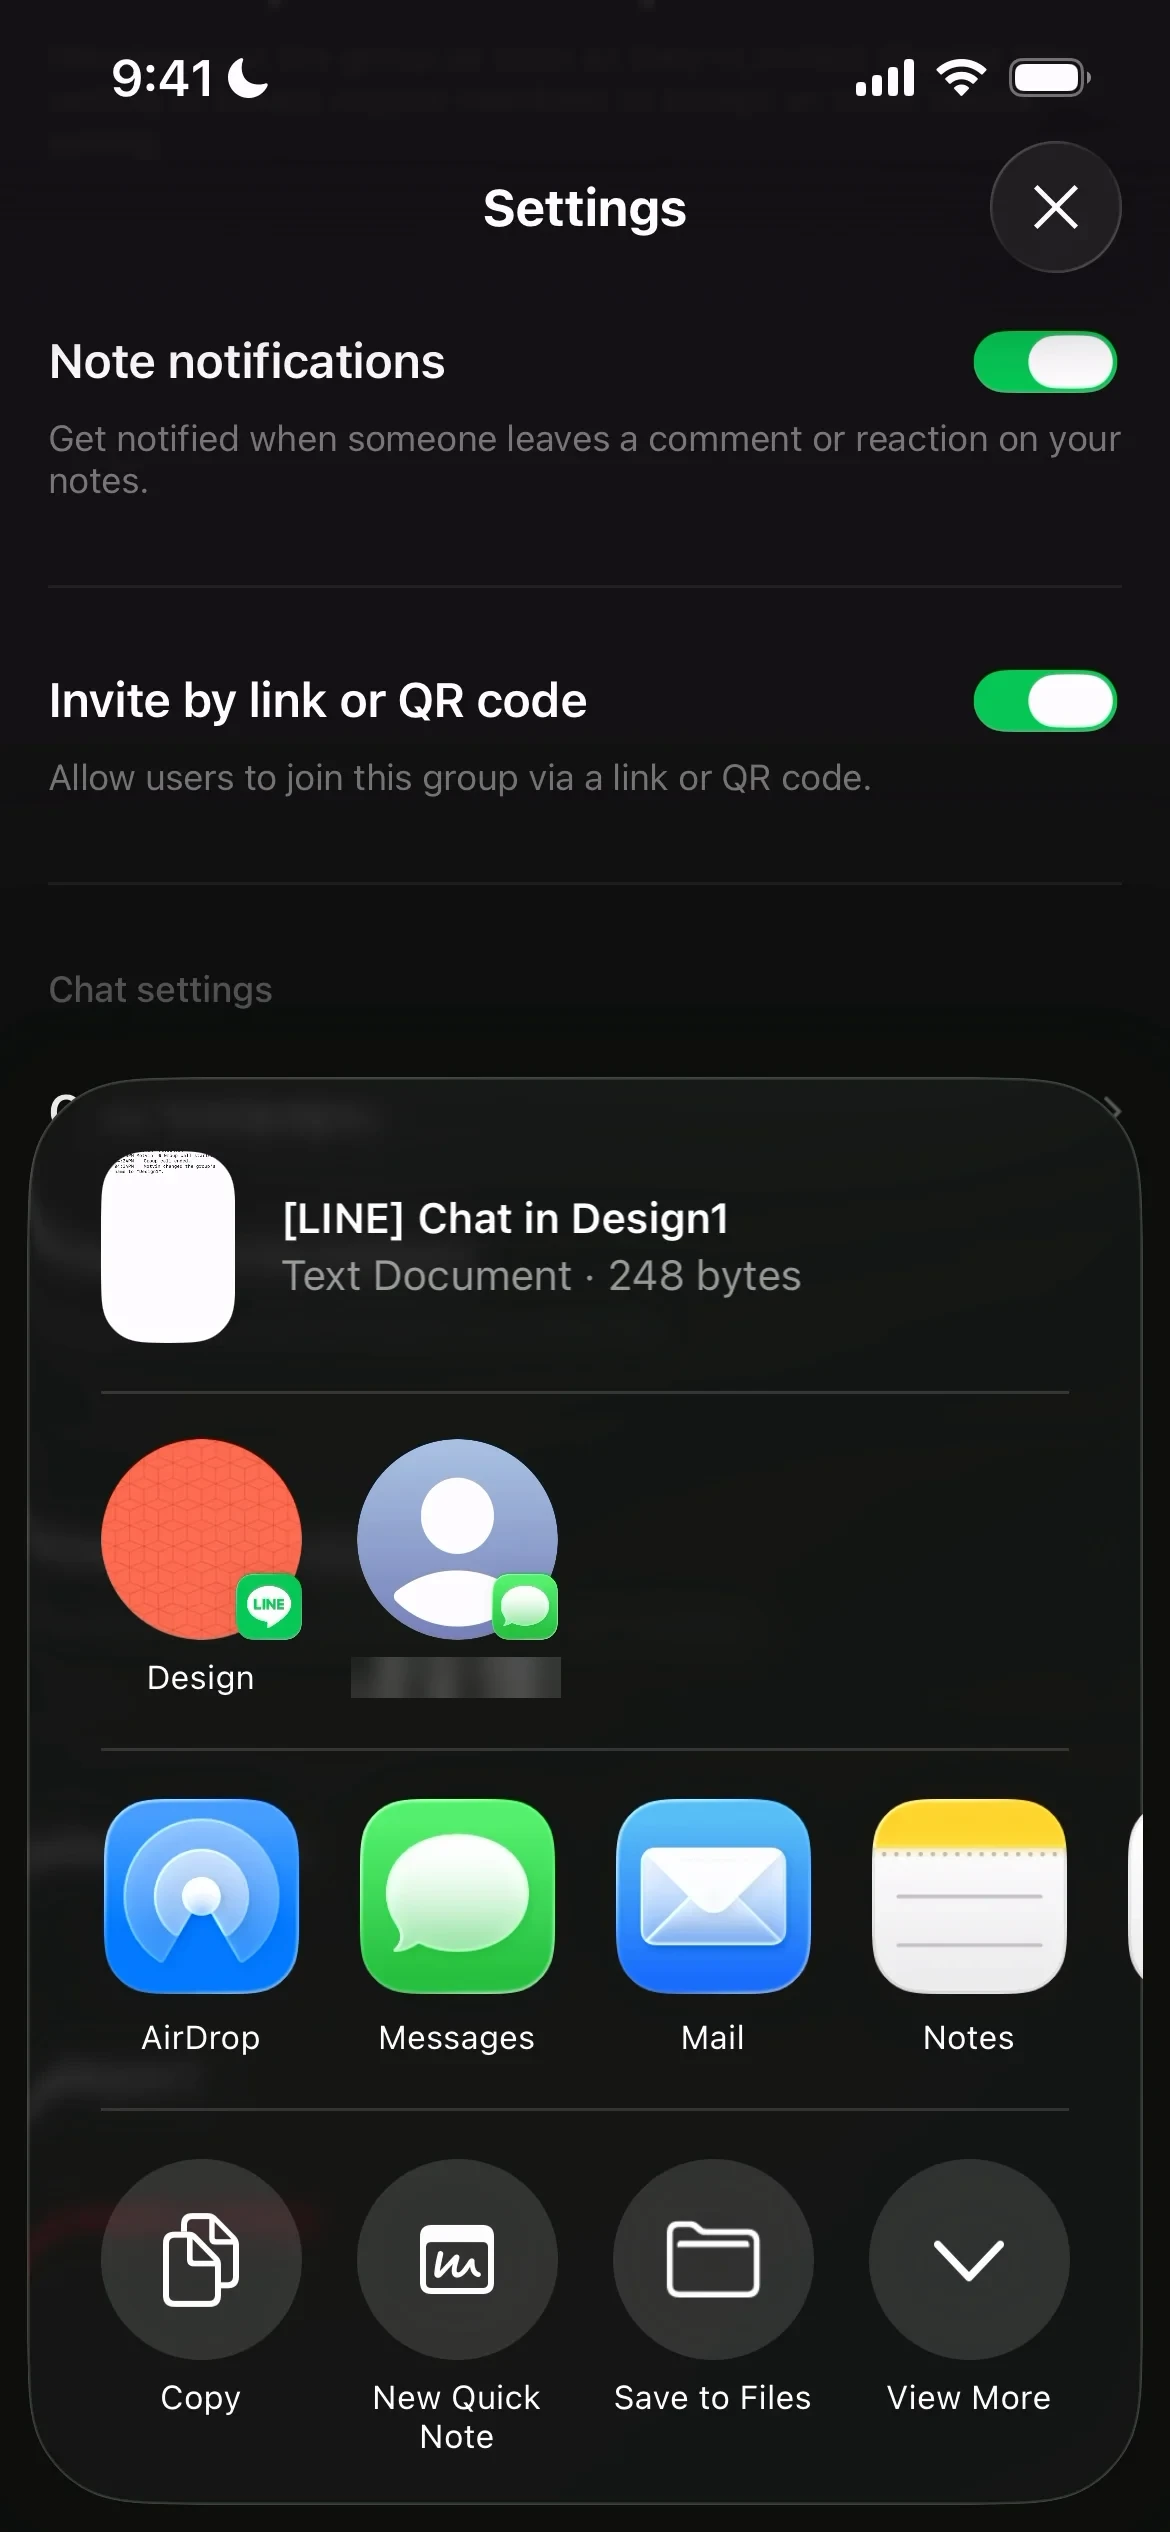 9:41
Settings
Note notifications
Get notified when someone leaves a comment or reaction on your
notes.
Invite by link or QR code
Allow users to join this group via a link or QR code.
Chat settings
[LINE] Chat in Design1
Text Document · 248 bytes
LINE
Design
AirDrop
Messages
Mail
Notes
Copy
New Quick
Note
Save to Files
View More